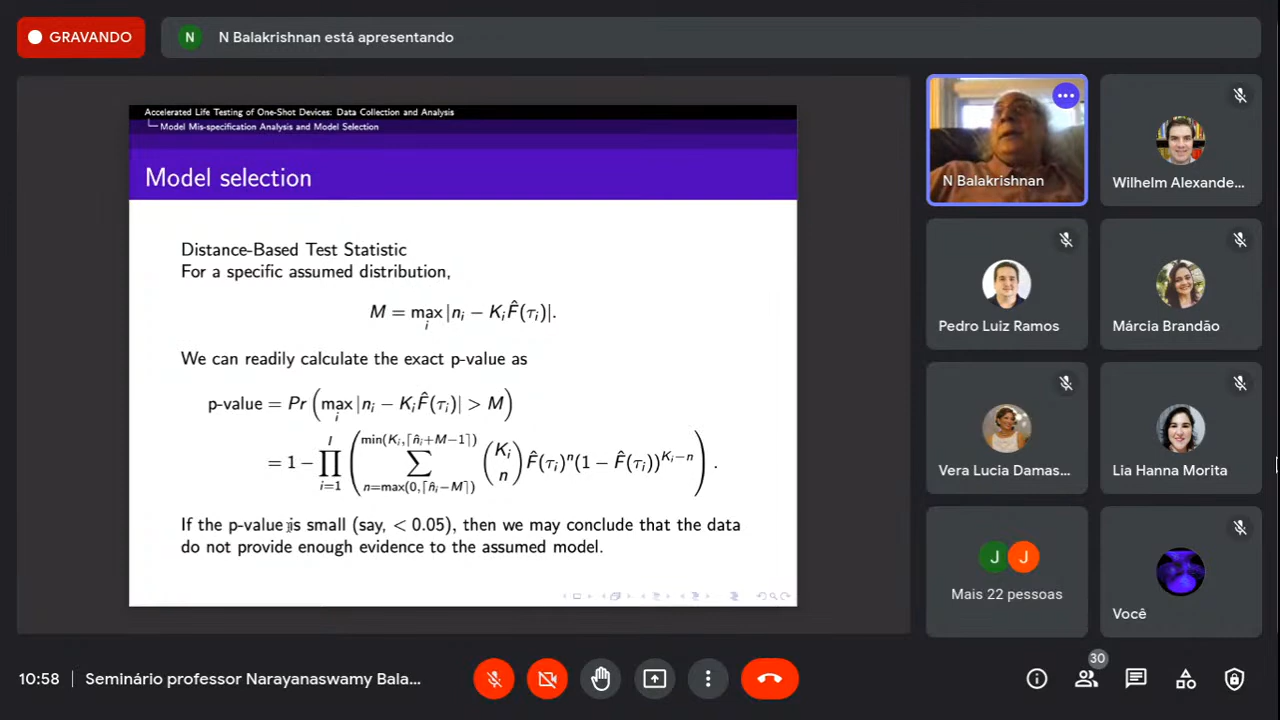 GRAVANDO
N
N Balakrishnan está apresentando
Accelerated Life Testing of One-Shot Devices: Data Collection and Analysis
Model Mis-specification Analysis and Model Selection
Model selection
Distance-Based Test Statistic
For a specific assumed distribution,
M = max_i |n_i − K_i F̂(τ_i)|.
We can readily calculate the exact p-value as
p-value = Pr (max_i |n_i − K_i F̂(τ_i)| > M)
= 1 − ∏_{i=1}^{I} ( ∑_{n=max(0,⌈n̂_i−M⌉)}^{min(K_i,⌈n̂_i+M−1⌉)} (K_i n) F̂(τ_i)^n (1 − F̂(τ_i))^{K_i−n} ) .
If the p-value is small (say, < 0.05), then we may conclude that the data
do not provide enough evidence to the assumed model.
N Balakrishnan
Wilhelm Alexande...
Pedro Luiz Ramos
Márcia Brandão
Vera Lucia Damas...
Lia Hanna Morita
J J
Mais 22 pessoas
Você
10:58
Seminário professor Narayanaswamy Bala...
30